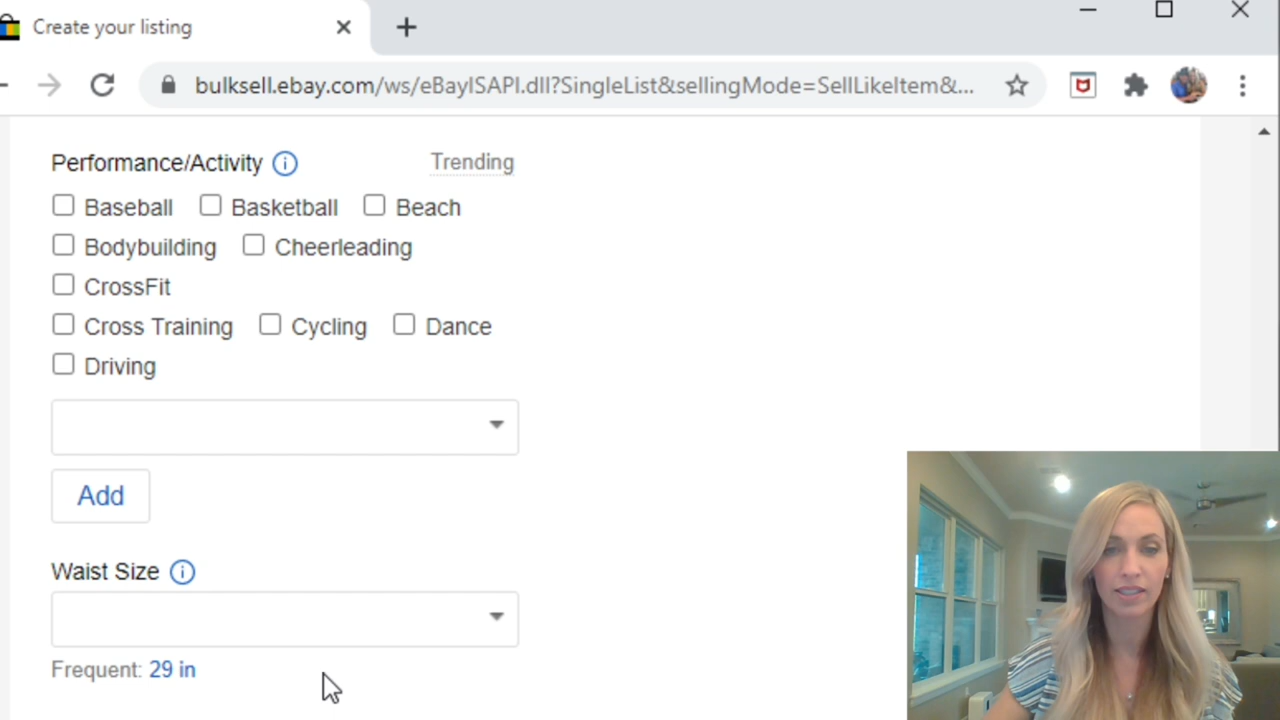 Create your listing
bulksell.ebay.com/ws/eBayISAPI.dll?SingleList&sellingMode=SellLikeItem&...
Performance/Activity Trending
Baseball Basketball Beach
Bodybuilding Cheerleading
CrossFit
Cross Training Cycling Dance
Driving
Add
Waist Size
Frequent: 29 in